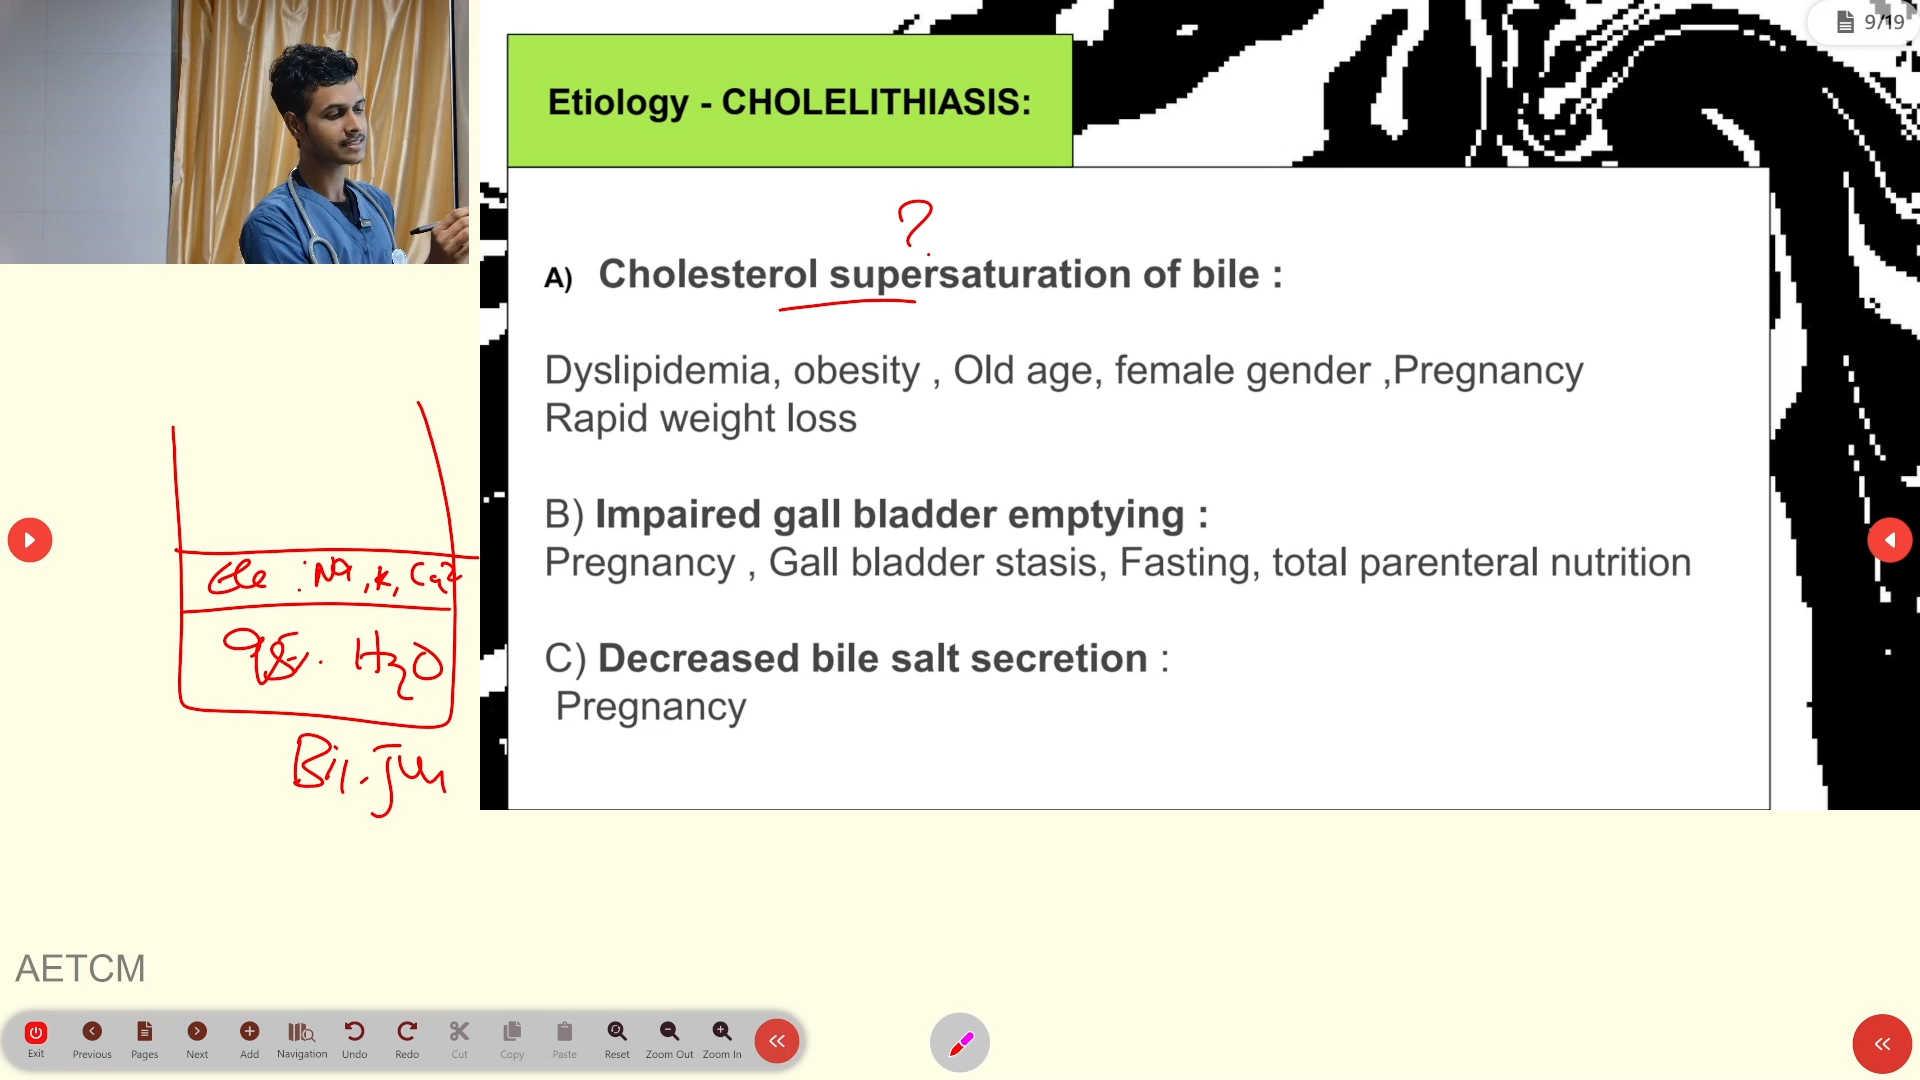 9/19
Etiology - CHOLELITHIASIS:
?
A) Cholesterol supersaturation of bile :
Dyslipidemia, obesity , Old age, female gender ,Pregnancy
Rapid weight loss
B) Impaired gall bladder emptying :
Pregnancy , Gall bladder stasis, Fasting, total parenteral nutrition
C) Decreased bile salt secretion :
Pregnancy
Ele : Na, K, Ca2
H2O
AETCM
Exit Previous Pages Next Add Navigation Undo Redo Cut Copy Paste Reset Zoom Out Zoom In